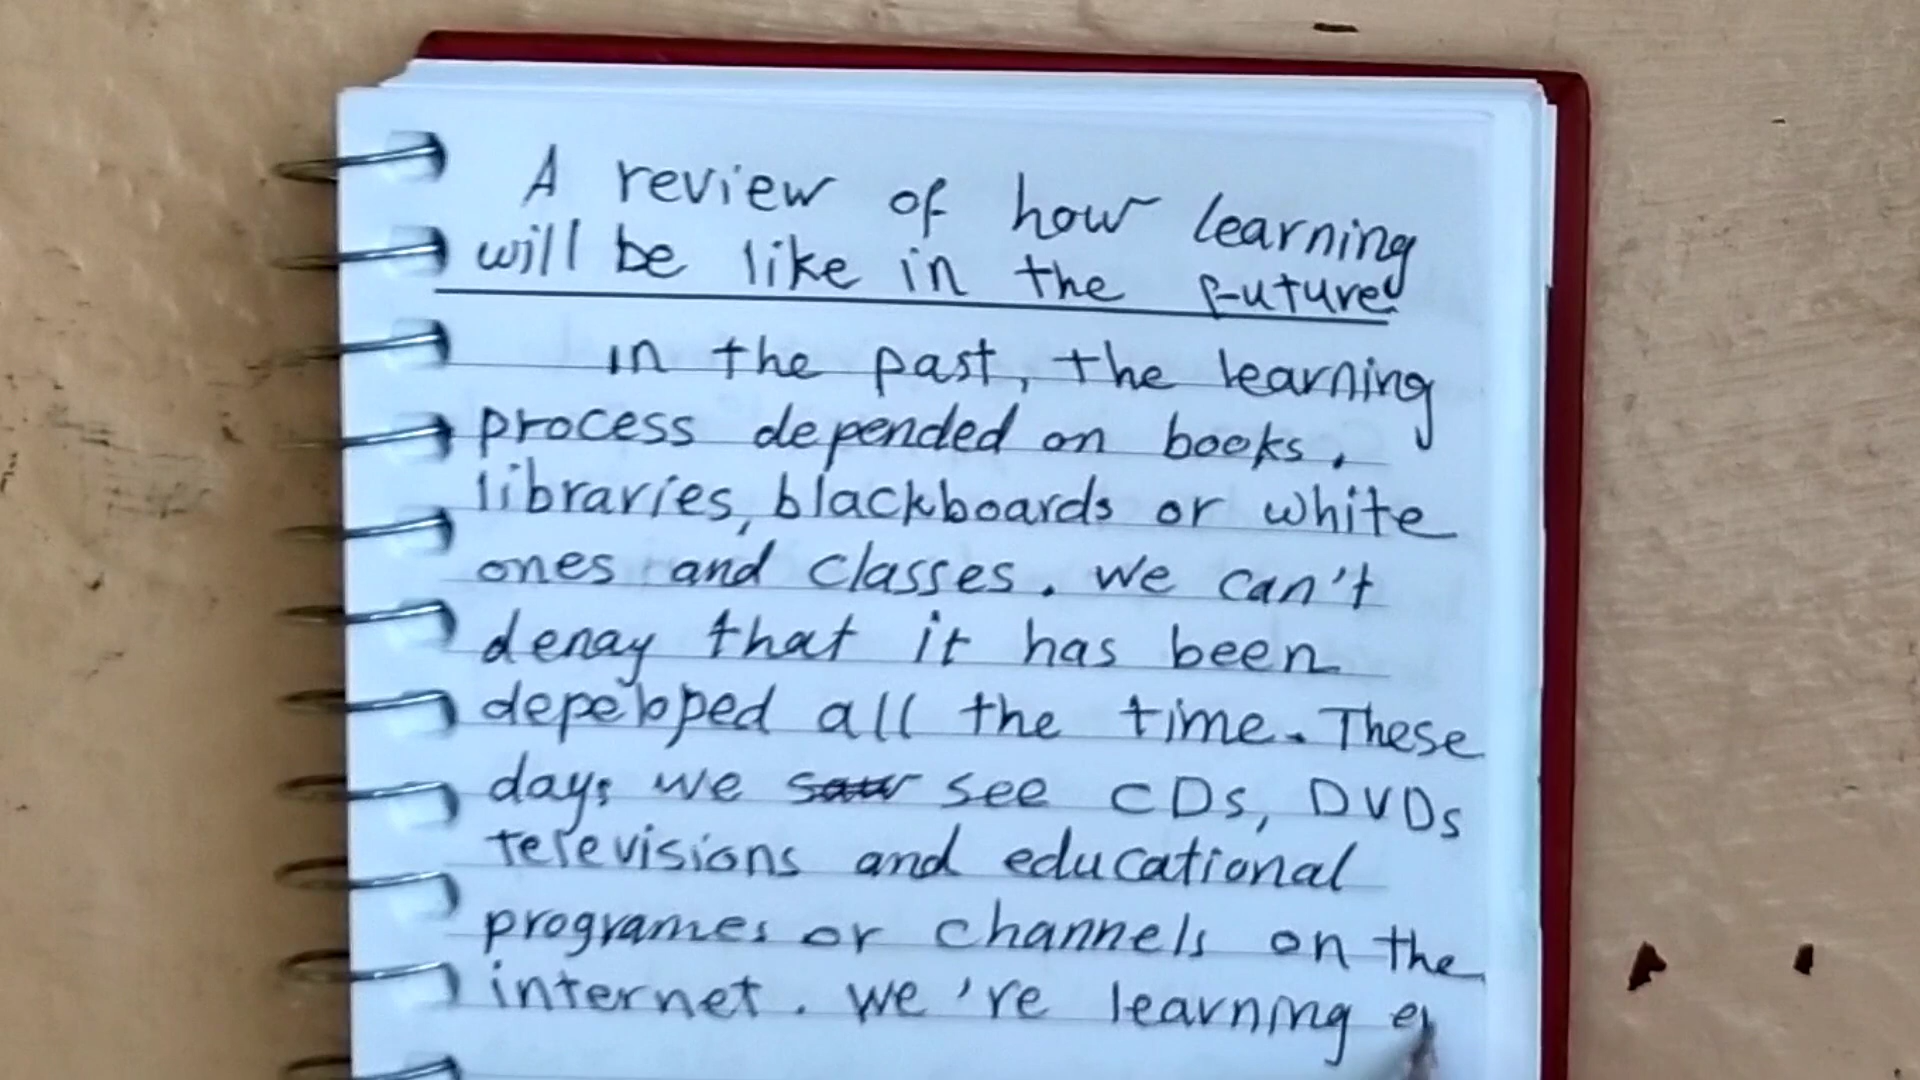 A review of how learning
will be like in the future
in the past, the learning
process depended on books,
libraries, blackboards or white
ones and classes. we can't
denay that it has been
depeloped all the time. These
days we see CDs, DVDs
televisions and educational
programes or channels on the
internet. we're learning